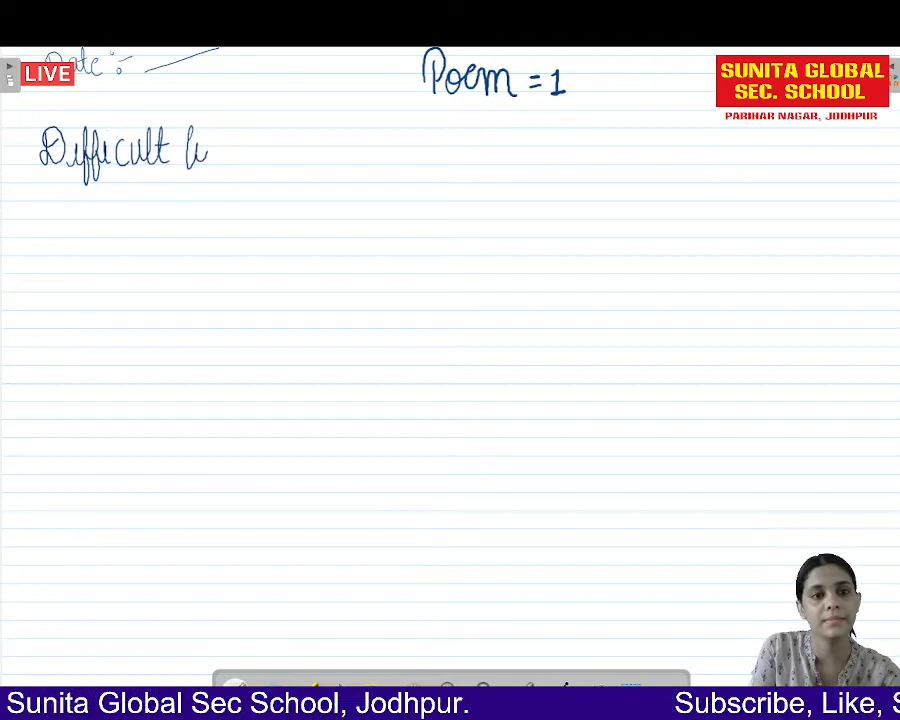 Date :-
LIVE
Poem = 1
SUNITA GLOBAL
SEC. SCHOOL
PARIHAR NAGAR, JODHPUR
Difficult
Sunita Global Sec School, Jodhpur.
Subscribe, Like, S